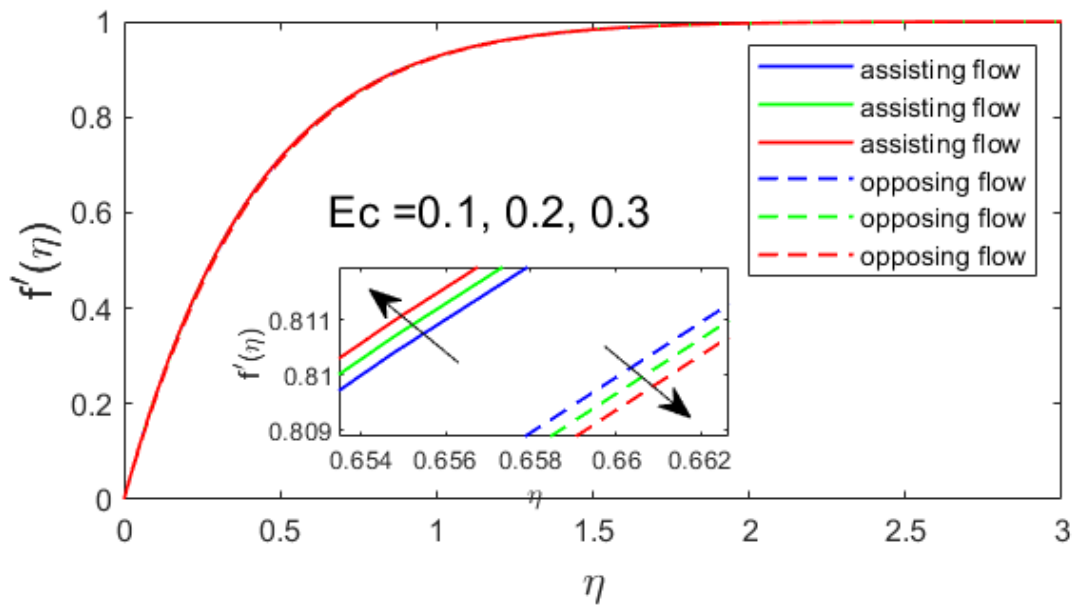 1
0.8
0.6
0.4
0.2
0
f′(η)
assisting flow
assisting flow
assisting flow
opposing flow
opposing flow
opposing flow
Ec =0.1, 0.2, 0.3
0.811
0.81
0.809
f′(η)
0.654 0.656 0.658 0.66 0.662
η
0 0.5 1 1.5 2 2.5 3
η